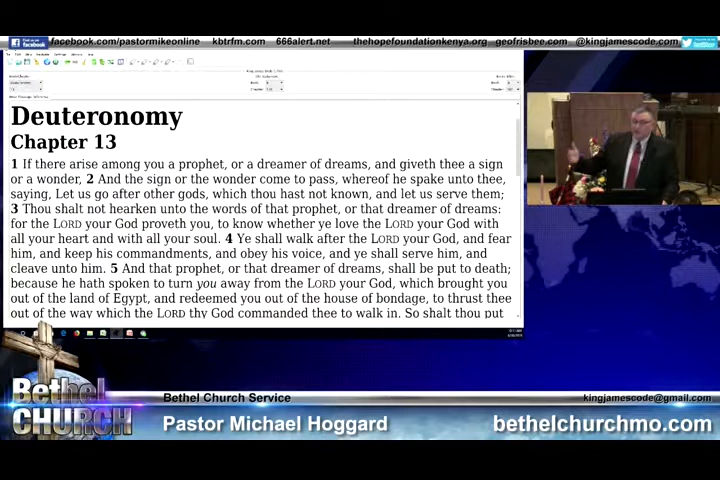 Find us on facebook
facebook.com/pastormikeonline kbtrfm.com 666alert.net thehopefoundationkenya.org geofrisbee.com @kingjamescode.com twitter
Deuteronomy
Chapter 13
1 If there arise among you a prophet, or a dreamer of dreams, and giveth thee a sign
or a wonder, 2 And the sign or the wonder come to pass, whereof he spake unto thee,
saying, Let us go after other gods, which thou hast not known, and let us serve them;
3 Thou shalt not hearken unto the words of that prophet, or that dreamer of dreams:
for the LORD your God proveth you, to know whether ye love the LORD your God with
all your heart and with all your soul. 4 Ye shall walk after the LORD your God, and fear
him, and keep his commandments, and obey his voice, and ye shall serve him, and
cleave unto him. 5 And that prophet, or that dreamer of dreams, shall be put to death;
because he hath spoken to turn you away from the LORD your God, which brought you
out of the land of Egypt, and redeemed you out of the house of bondage, to thrust thee
out of the way which the LORD thy God commanded thee to walk in. So shalt thou put
Bethel
CHURCH
Bethel Church Service
kingjamescode@gmail.com
Pastor Michael Hoggard
bethelchurchmo.com